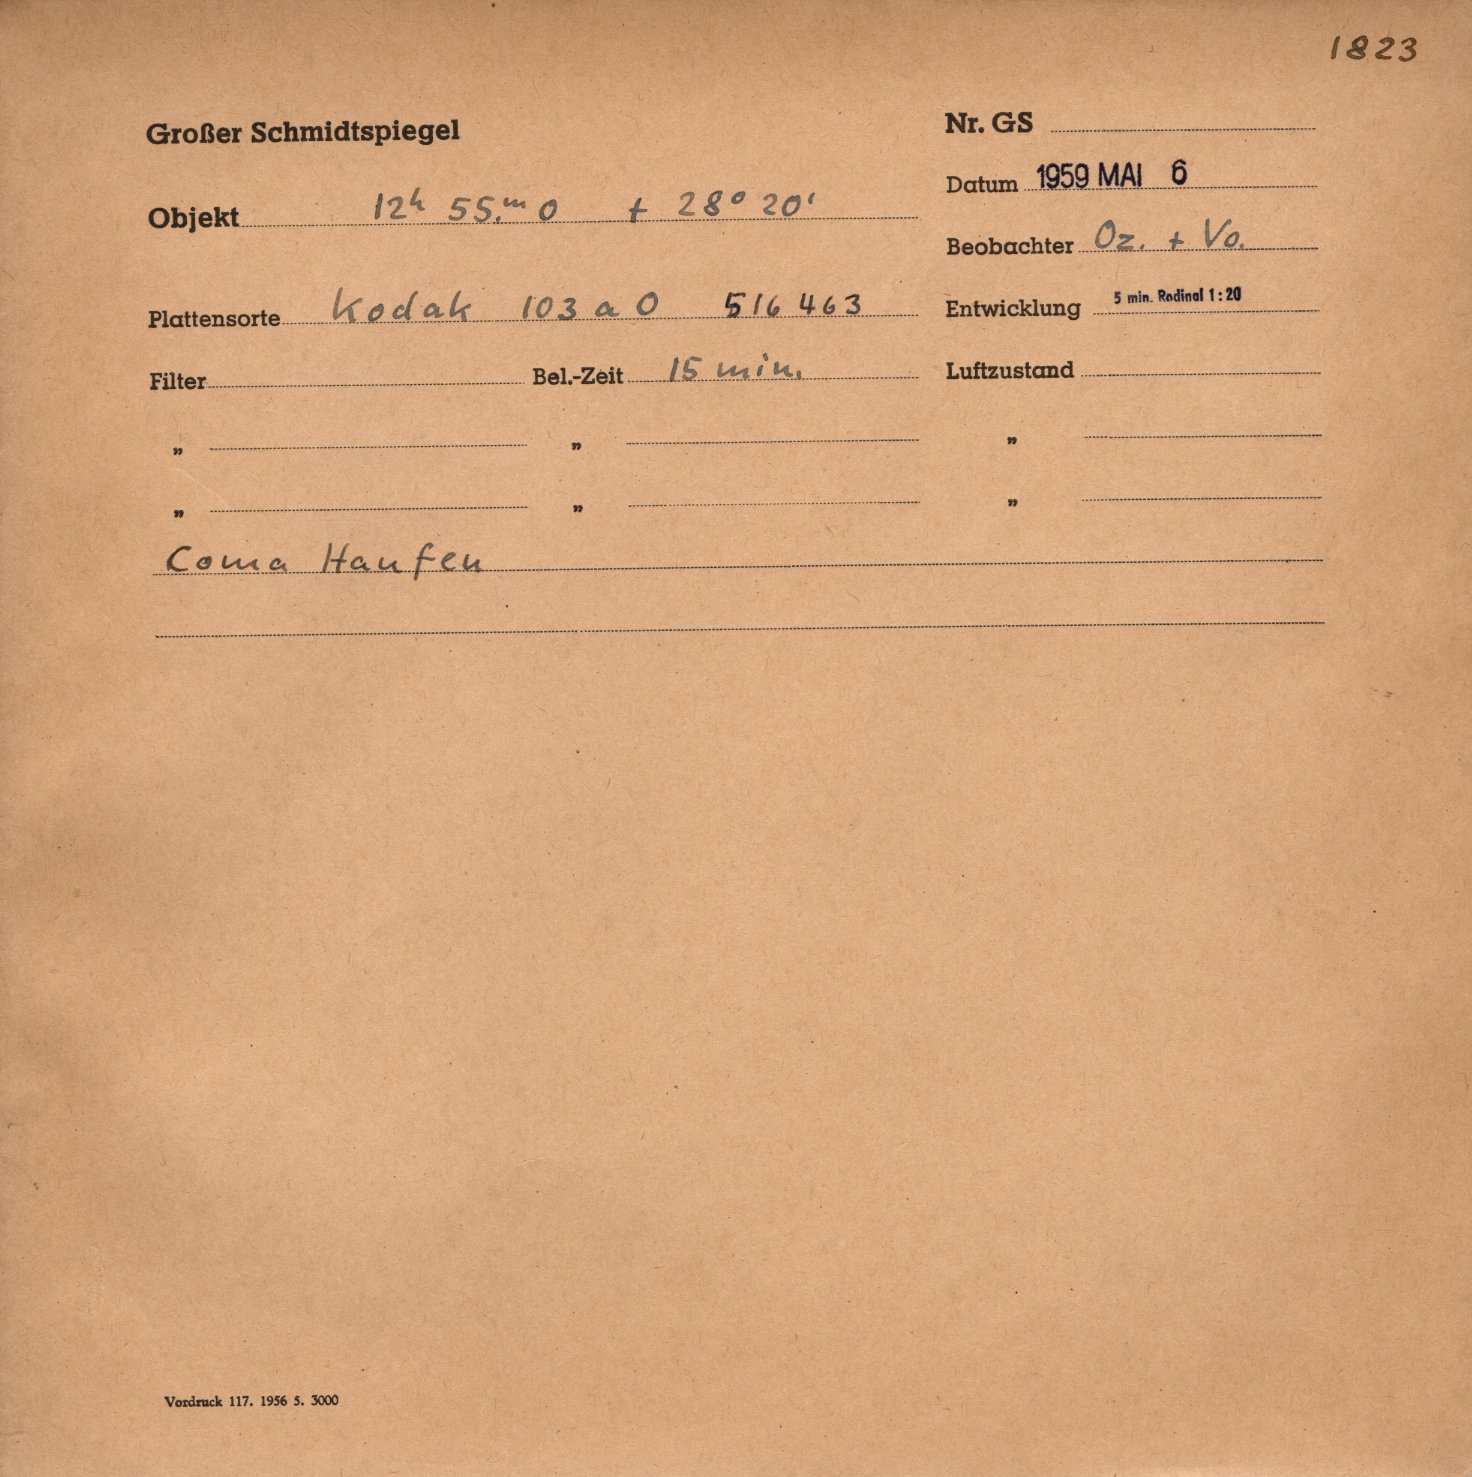 1823
Großer Schmidtspiegel
Nr. GS
Datum 1959 MAI 6
Objekt 12h 55.m 0 + 28° 20'
Beobachter Oz. + Vo.
Plattensorte Kodak 103 a O 516 463
Entwicklung 5 min. Rodinal 1:20
Filter Bel.-Zeit 15 min. Luftzustand
„ „ „
„ „ „
Coma Haufen
Vordruck 117. 1956 5. 3000